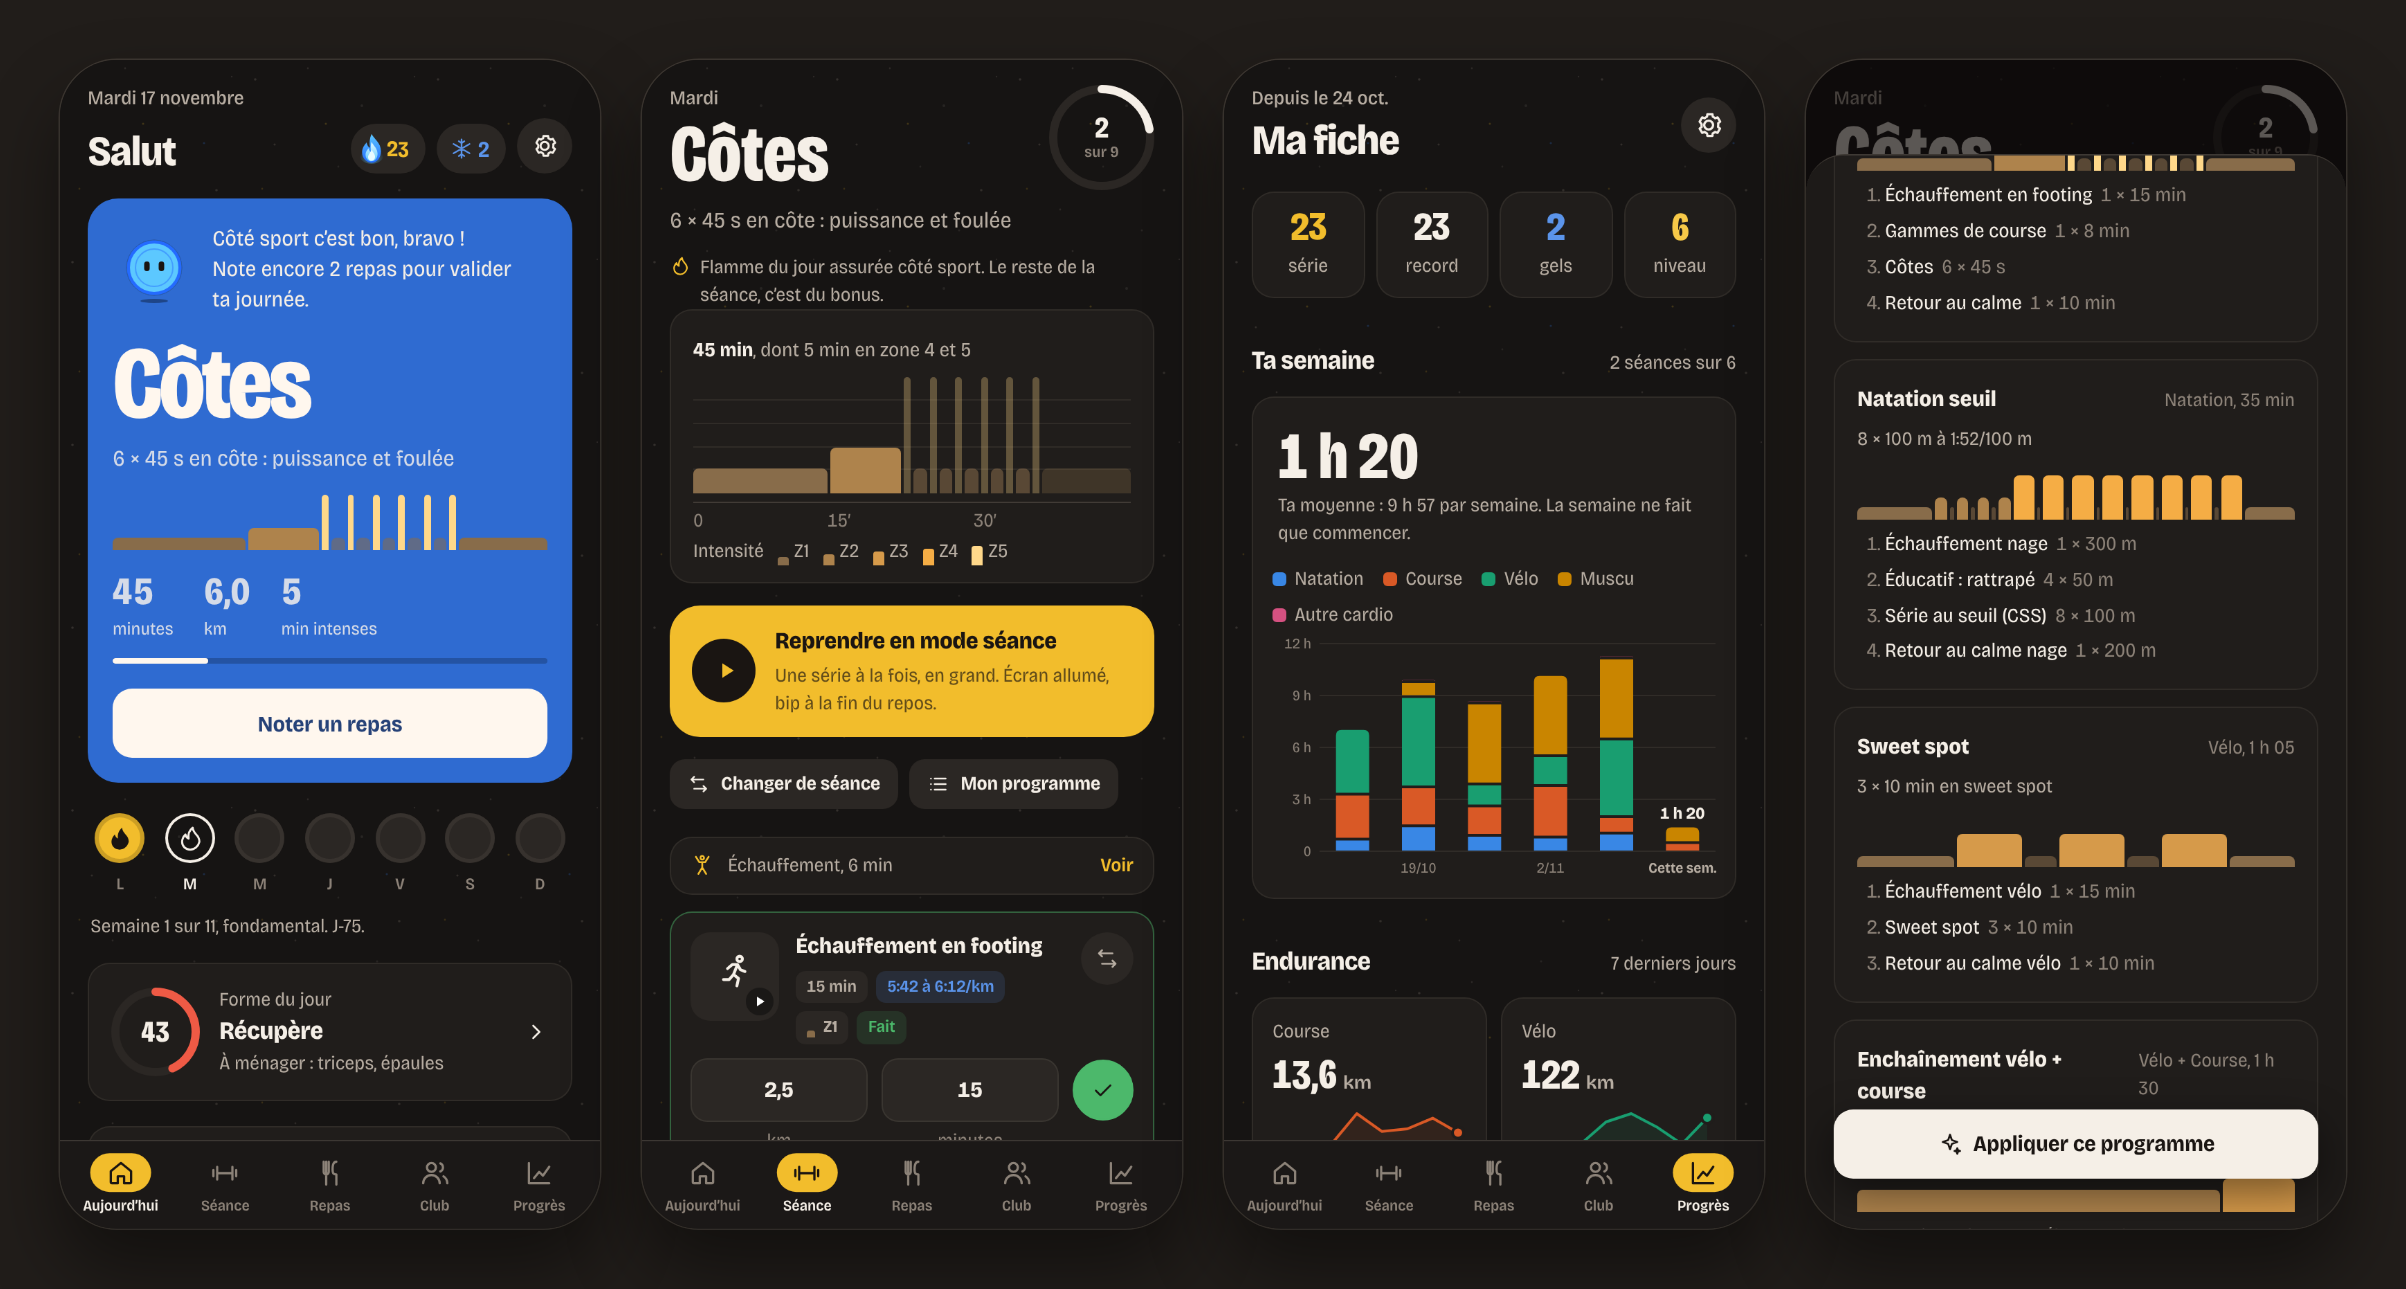 Mardi 17 novembre
Salut
23
2
Côté sport c'est bon, bravo !
Note encore 2 repas pour valider
ta journée.
Côtes
6 × 45 s en côte : puissance et foulée
45 6,0 5
minutes km min intenses
Noter un repas
L M M J V S D
Semaine 1 sur 11, fondamental. J-75.
43
Forme du jour
Récupère
À ménager : triceps, épaules
Aujourd'hui Séance Repas Club Progrès
Mardi
Côtes
2
sur 9
6 × 45 s en côte : puissance et foulée
Flamme du jour assurée côté sport. Le reste de la
séance, c'est du bonus.
45 min, dont 5 min en zone 4 et 5
0 15' 30'
Intensité Z1 Z2 Z3 Z4 Z5
Reprendre en mode séance
Une série à la fois, en grand. Écran allumé,
bip à la fin du repos.
Changer de séance Mon programme
Échauffement, 6 min Voir
Échauffement en footing
15 min 5:42 à 6:12/km
Z1 Fait
2,5 15
km minutes
Aujourd'hui Séance Repas Club Progrès
Depuis le 24 oct.
Ma fiche
23 23 2 6
série record gels niveau
Ta semaine 2 séances sur 6
1 h 20
Ta moyenne : 9 h 57 par semaine. La semaine ne fait
que commencer.
Natation Course Vélo Muscu
Autre cardio
12 h
9 h
6 h
3 h
1 h 20
0
19/10 2/11 Cette sem.
Endurance 7 derniers jours
Course
13,6 km
Vélo
122 km
Aujourd'hui Séance Repas Club Progrès
Mardi
Côtes
2
sur 9
1. Échauffement en footing 1 × 15 min
2. Gammes de course 1 × 8 min
3. Côtes 6 × 45 s
4. Retour au calme 1 × 10 min
Natation seuil Natation, 35 min
8 × 100 m à 1:52/100 m
1. Échauffement nage 1 × 300 m
2. Éducatif : rattrapé 4 × 50 m
3. Série au seuil (CSS) 8 × 100 m
4. Retour au calme nage 1 × 200 m
Sweet spot Vélo, 1 h 05
3 × 10 min en sweet spot
1. Échauffement vélo 1 × 15 min
2. Sweet spot 3 × 10 min
3. Retour au calme vélo 1 × 10 min
Enchaînement vélo + Vélo + Course, 1 h
course 30
Appliquer ce programme